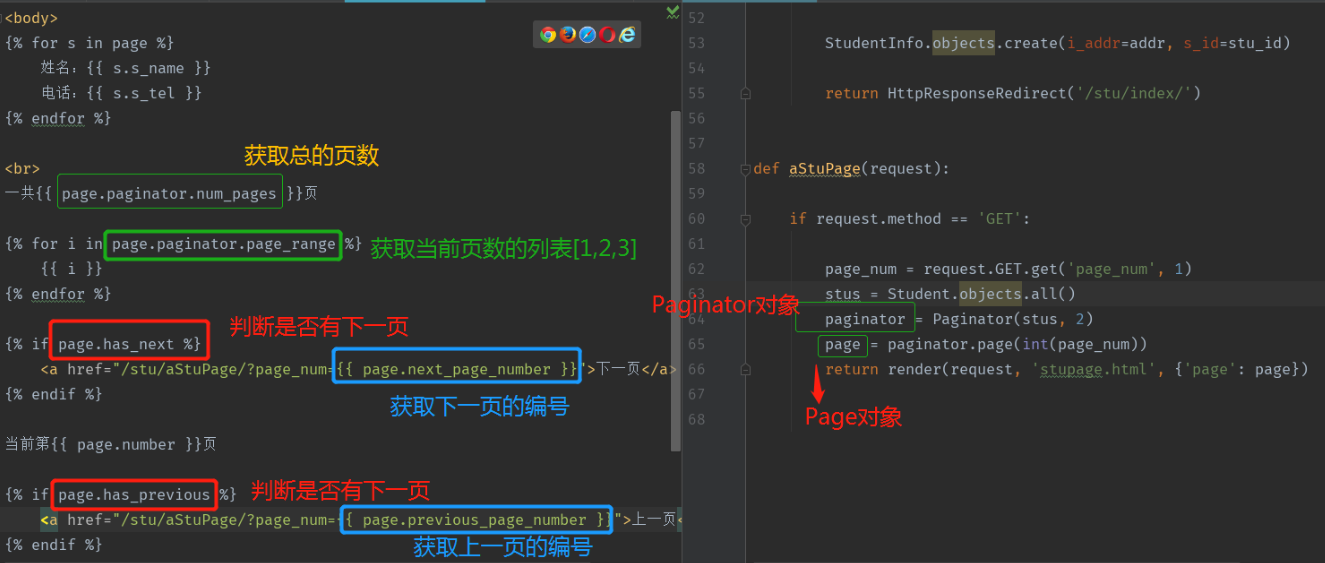 <body>
{% for s in page %}
姓名：{{ s.s_name }}
电话：{{ s.s_tel }}
{% endfor %}
获取总的页数
<br>
一共{{ page.paginator.num_pages }}页
{% for i in page.paginator.page_range %}
获取当前页数的列表[1,2,3]
{{ i }}
{% endfor %}
判断是否有下一页
{% if page.has_next %}
<a href="/stu/aStuPage/?page_num={{ page.next_page_number }}">下一页</a>
{% endif %}
获取下一页的编号
当前第{{ page.number }}页
{% if page.has_previous %}
判断是否有下一页
<a href="/stu/aStuPage/?page_num={{ page.previous_page_number }}">上一页<
{% endif %}
获取上一页的编号
52
53 StudentInfo.objects.create(i_addr=addr, s_id=stu_id)
54
55 return HttpResponseRedirect('/stu/index/')
56
57
58 def aStuPage(request):
59
60 if request.method == 'GET':
61
62 page_num = request.GET.get('page_num', 1)
63 stus = Student.objects.all()
Paginator对象
64 paginator = Paginator(stus, 2)
65 page = paginator.page(int(page_num))
66 return render(request, 'stupage.html', {'page': page})
67
Page对象
68